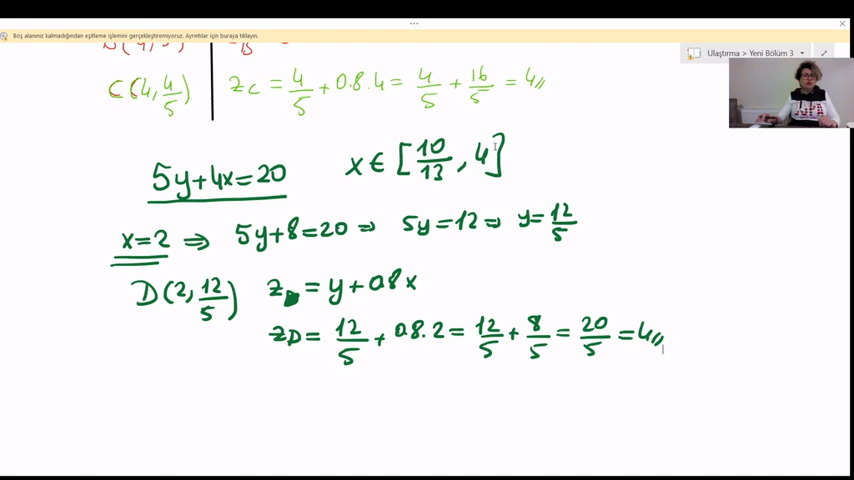 Boş alanınız kalmadığından eşitleme işlemini gerçekleştiremiyoruz. Ayrıntılar için buraya tıklayın.
Ulaştırma > Yeni Bölüm 3
C(4, 4/5) z_C = 4/5 + 0.8.4 = 4/5 + 16/5 = 4//
5y+4x=20 x ∈ [10/13, 4]
x=2 ⇒ 5y+8=20 ⇒ 5y=12 ⇒ y=12/5
D(2, 12/5) z_D = y+0.8x
z_D = 12/5 + 0.8.2 = 12/5 + 8/5 = 20/5 = 4//